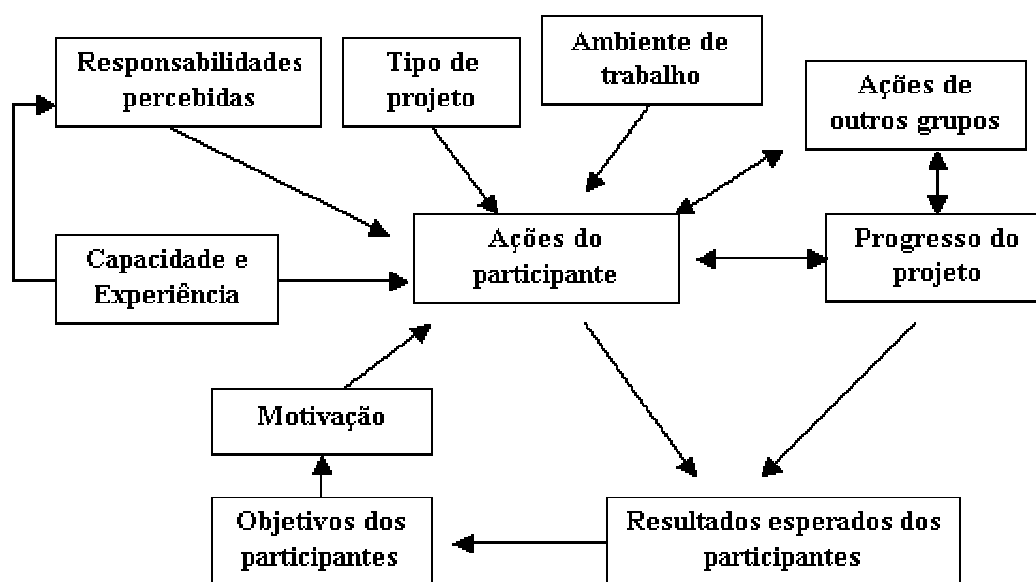 Responsabilidades
percebidas
Tipo de
projeto
Ambiente de
trabalho
Ações de
outros grupos
Capacidade e
Experiência
Ações do
participante
Progresso do
projeto
Motivação
Objetivos dos
participantes
Resultados esperados dos
participantes